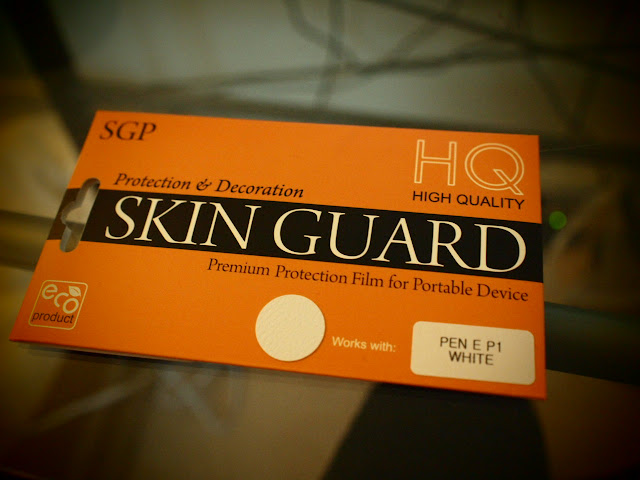 SGP
HQ
HIGH QUALITY
Protection & Decoration
SKIN GUARD
Premium Protection Film for Portable Device
eco
product
Works with:
PEN E P1
WHITE